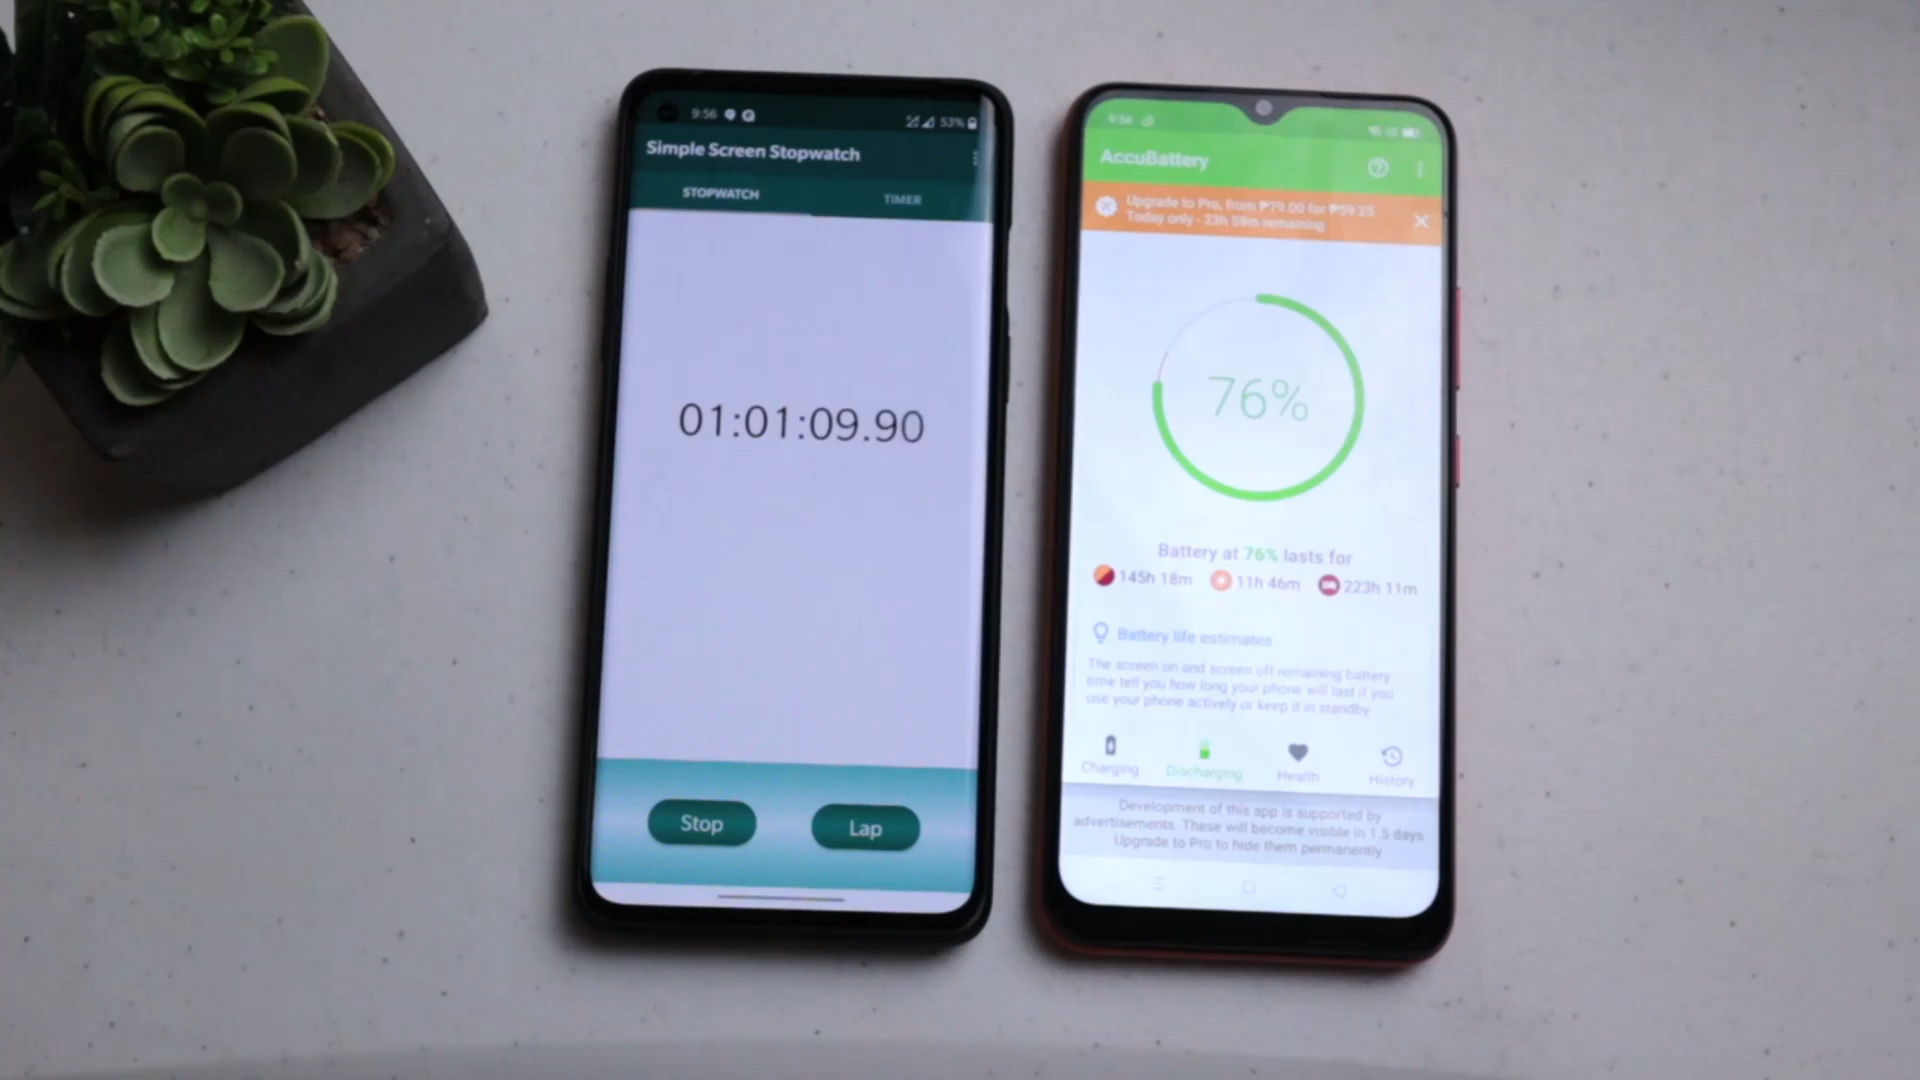 9:56
53%
Simple Screen Stopwatch
STOPWATCH TIMER
01:01:09.90
Stop Lap
9:56
AccuBattery
Upgrade to Pro, from ₱79.00 for ₱59.25
Today only - 23h 59m remaining
76%
Battery at 76% lasts for
145h 18m 11h 46m 223h 11m
Battery life estimates
The screen on and screen off remaining battery
time tell you how long your phone will last if you
use your phone actively or keep it in standby
Charging Discharging Health History
Development of this app is supported by
advertisements. These will become visible in 1.5 days
Upgrade to Pro to hide them permanently